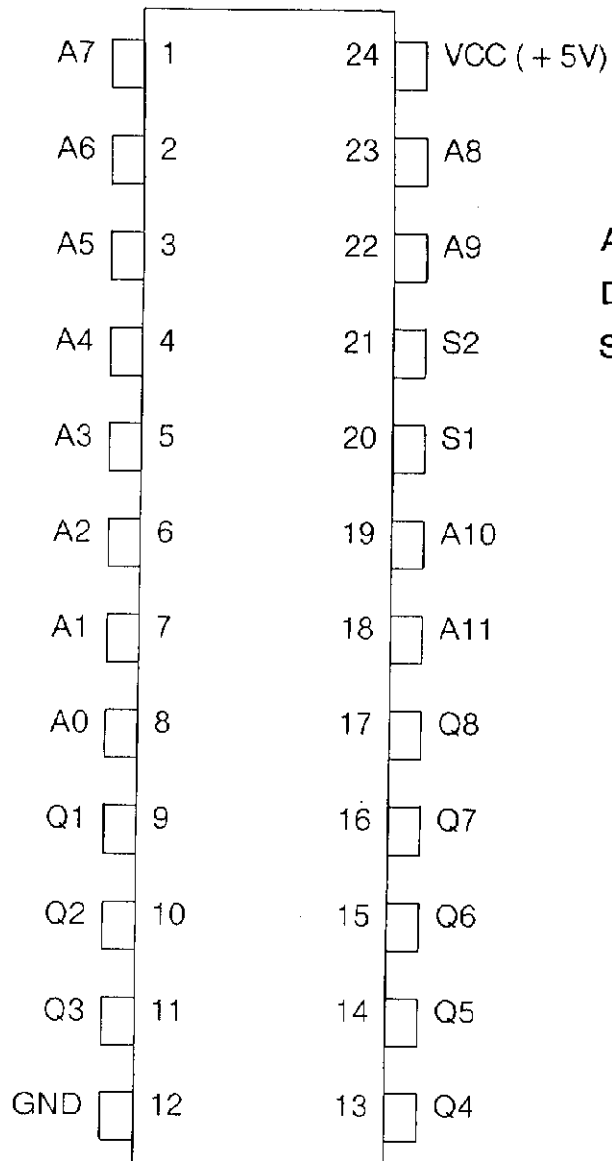 A7 1 24 VCC ( + 5V)
A6 2 23 A8
A5 3 22 A9
A
D
A4 4 21 S2
S
A3 5 20 S1
A2 6 19 A10
A1 7 18 A11
A0 8 17 Q8
Q1 9 16 Q7
Q2 10 15 Q6
Q3 11 14 Q5
GND 12 13 Q4